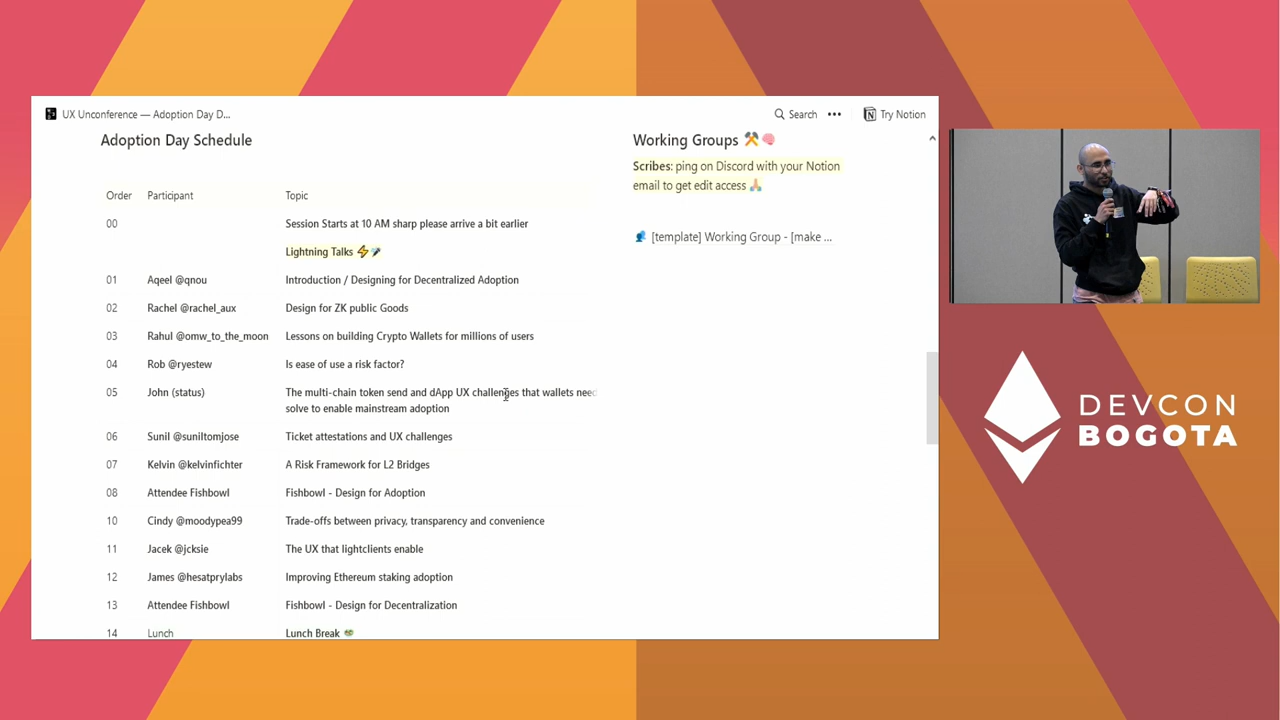 UX Unconference — Adoption Day D...
Search
•••
Try Notion
Adoption Day Schedule
Order Participant Topic
00 Session Starts at 10 AM sharp please arrive a bit earlier
Lightning Talks ⚡
01 Aqeel @qnou Introduction / Designing for Decentralized Adoption
02 Rachel @rachel_aux Design for ZK public Goods
03 Rahul @omw_to_the_moon Lessons on building Crypto Wallets for millions of users
04 Rob @ryestew Is ease of use a risk factor?
05 John (status) The multi-chain token send and dApp UX challenges that wallets need
solve to enable mainstream adoption
06 Sunil @suniltomjose Ticket attestations and UX challenges
07 Kelvin @kelvinfichter A Risk Framework for L2 Bridges
08 Attendee Fishbowl Fishbowl - Design for Adoption
10 Cindy @moodypea99 Trade-offs between privacy, transparency and convenience
11 Jacek @jcksie The UX that lightclients enable
12 James @hesatprylabs Improving Ethereum staking adoption
13 Attendee Fishbowl Fishbowl - Design for Decentralization
14 Lunch Lunch Break
Working Groups ⚒️🧠
Scribes: ping on Discord with your Notion
email to get edit access 🙏
[template] Working Group - [make ...
DEVCON
BOGOTA